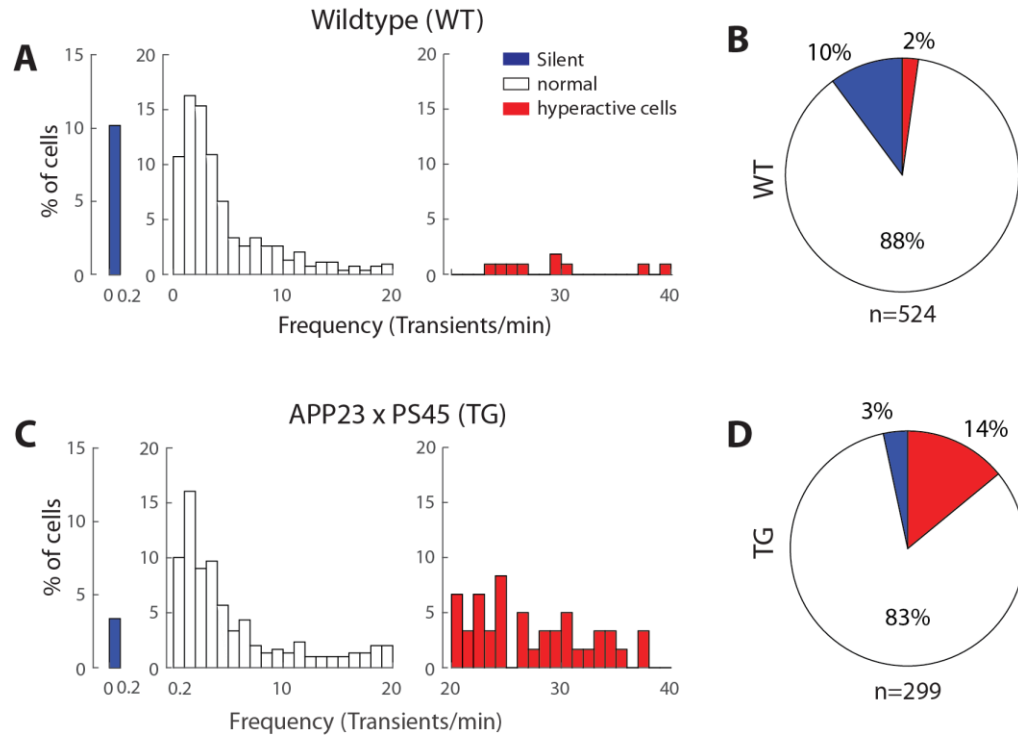 Wildtype (WT)
A
% of cells
15
10
5
0
0 0.2
20
15
10
5
0
0 10 20
20
15
10
5
0
30 40
Silent
normal
hyperactive cells
Frequency (Transients/min)
B
WT
10%
2%
88%
n=524
APP23 x PS45 (TG)
C
% of cells
15
10
5
0
0 0.2
20
15
10
5
0
0.2 10 20
20
15
10
5
0
20 30 40
Frequency (Transients/min)
D
TG
3%
14%
83%
n=299